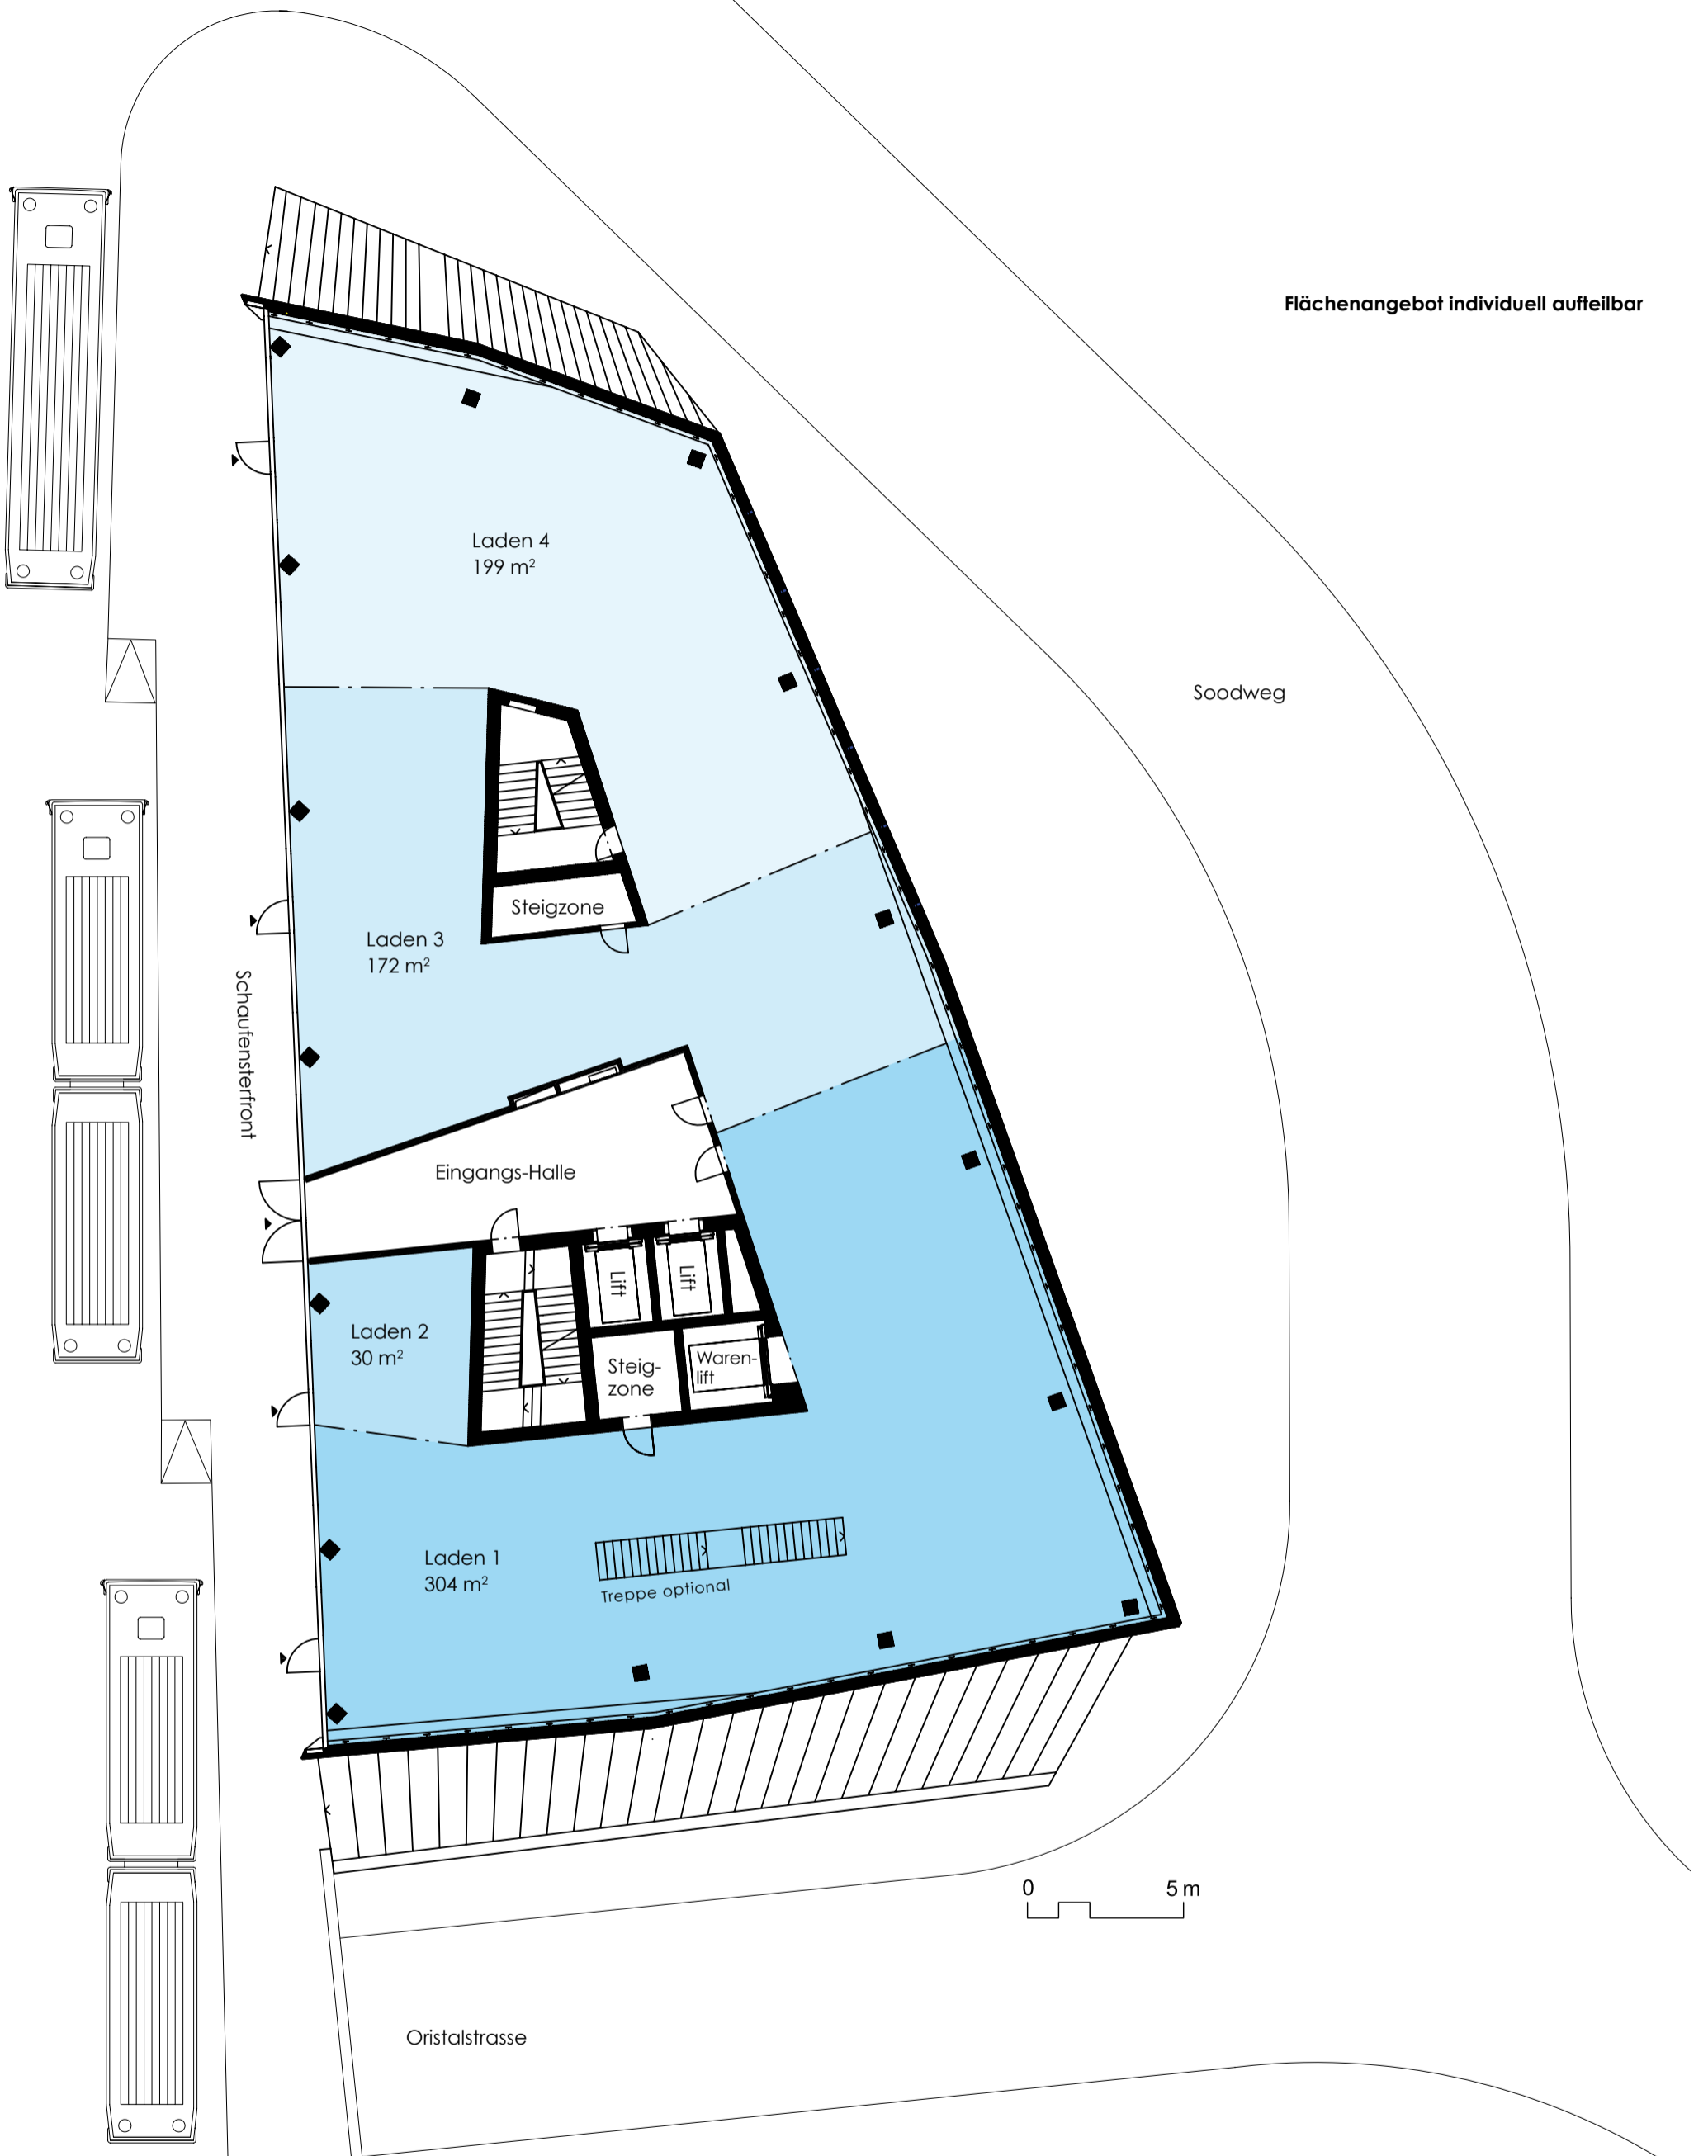 Flächenangebot individuell aufteilbar
Laden 4
199 m²
Soodweg
Steigzone
Laden 3
172 m²
Schaufensterfront
Eingangs-Halle
Lift
Lift
Laden 2
30 m²
Steig-
zone
Waren-
lift
Laden 1
304 m²
Treppe optional
0 5 m
Oristalstrasse